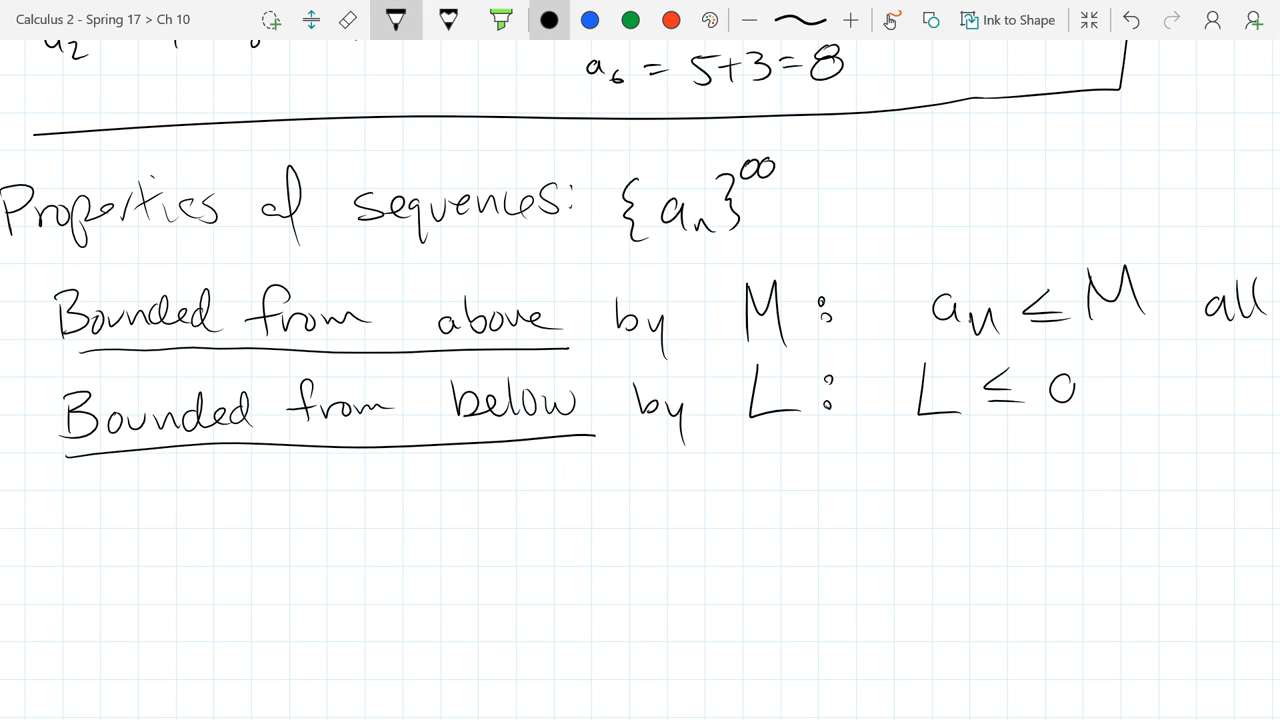 Calculus 2 - Spring 17 > Ch 10 Ink to Shape
a₆ = 5+3=8
Properties of sequences: {aₙ}^∞
Bounded from above by M: aₙ ≤ M all
Bounded from below by L: L ≤ 0